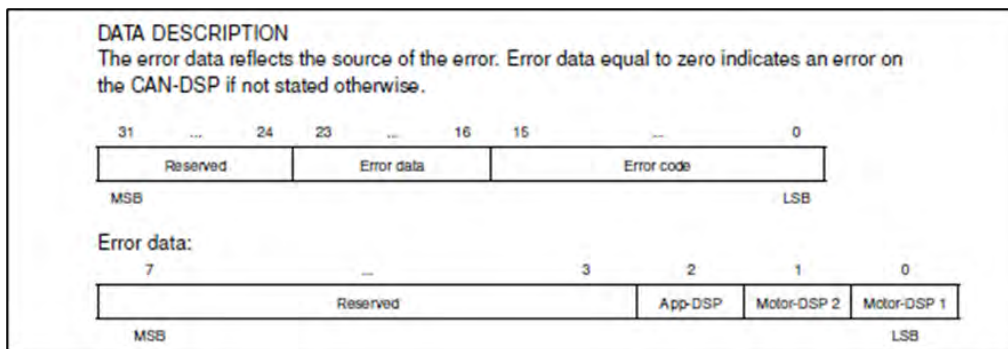 DATA DESCRIPTION
The error data reflects the source of the error. Error data equal to zero indicates an error on
the CAN-DSP if not stated otherwise.
31 ... 24 23 ... 16 15 ... 0
Reserved Error data Error code
MSB LSB
Error data:
7 ... 3 2 1 0
Reserved App-DSP Motor-DSP 2 Motor-DSP 1
MSB LSB